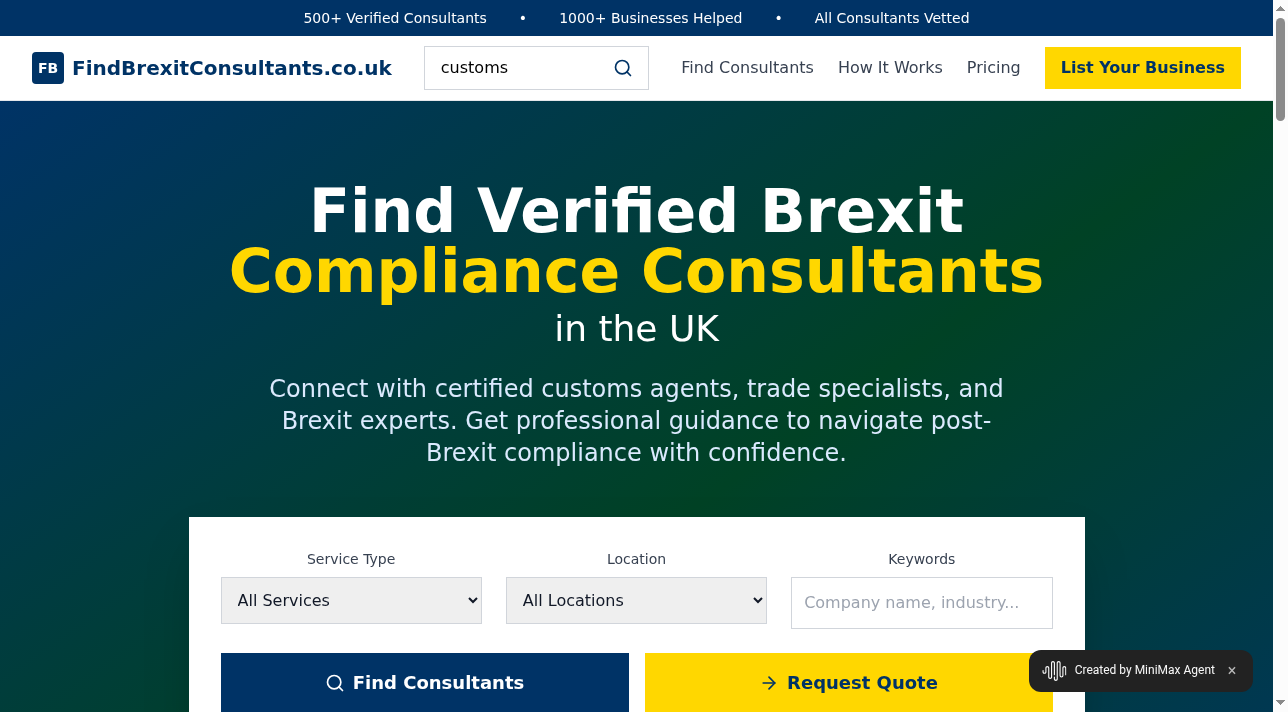 500+ Verified Consultants • 1000+ Businesses Helped • All Consultants Vetted
FB FindBrexitConsultants.co.uk customs Find Consultants How It Works Pricing List Your Business
Find Verified Brexit
Compliance Consultants
in the UK
Connect with certified customs agents, trade specialists, and
Brexit experts. Get professional guidance to navigate post-
Brexit compliance with confidence.
Service Type Location Keywords
All Services All Locations Company name, industry...
Find Consultants Request Quote
Created by MiniMax Agent ×